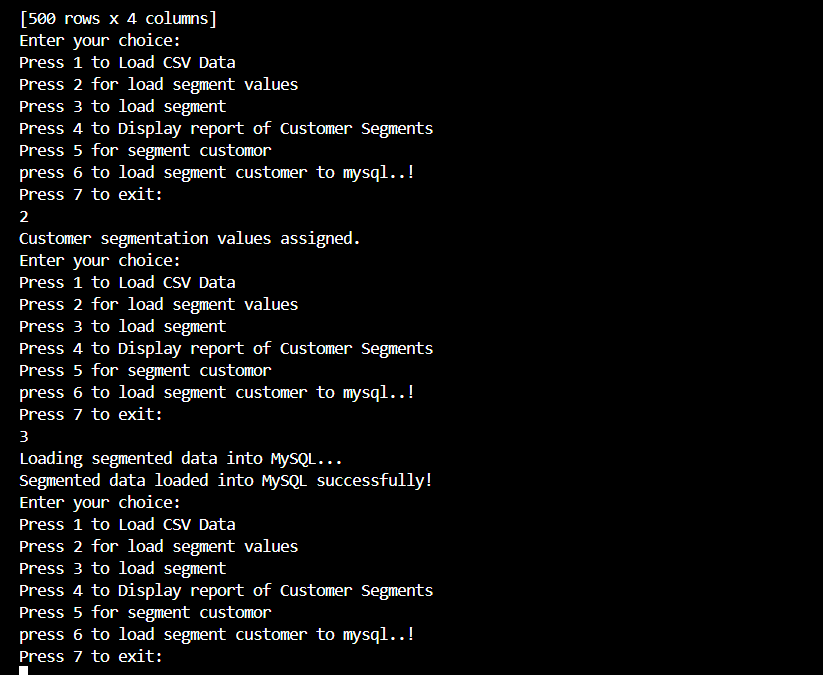 [500 rows x 4 columns]
Enter your choice:
Press 1 to Load CSV Data
Press 2 for load segment values
Press 3 to load segment
Press 4 to Display report of Customer Segments
Press 5 for segment customor
press 6 to load segment customer to mysql..!
Press 7 to exit:
2
Customer segmentation values assigned.
Enter your choice:
Press 1 to Load CSV Data
Press 2 for load segment values
Press 3 to load segment
Press 4 to Display report of Customer Segments
Press 5 for segment customor
press 6 to load segment customer to mysql..!
Press 7 to exit:
3
Loading segmented data into MySQL...
Segmented data loaded into MySQL successfully!
Enter your choice:
Press 1 to Load CSV Data
Press 2 for load segment values
Press 3 to load segment
Press 4 to Display report of Customer Segments
Press 5 for segment customor
press 6 to load segment customer to mysql..!
Press 7 to exit: